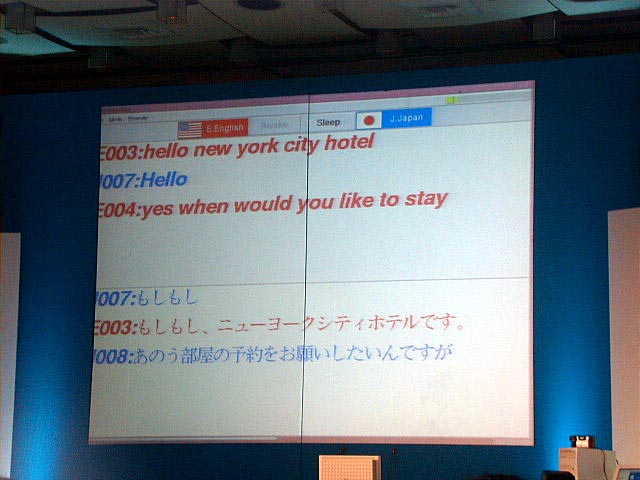 E:English
Awake
Sleep
J:Japan
E003:hello new york city hotel
J007:Hello
E004:yes when would you like to stay
J007:もしもし
E003:もしもし、ニューヨークシティホテルです。
J008:あのう部屋の予約をお願いしたいんですが